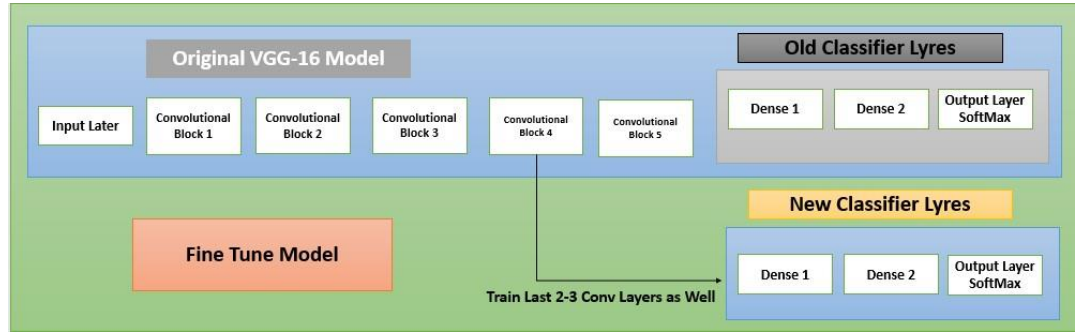 Original VGG-16 Model
Old Classifier Lyres
Input Later
Convolutional
Block 1
Convolutional
Block 2
Convolutional
Block 3
Convolutional
Block 4
Convolutional
Block 5
Dense 1
Dense 2
Output Layer
SoftMax
New Classifier Lyres
Fine Tune Model
Dense 1
Dense 2
Output Layer
SoftMax
Train Last 2-3 Conv Layers as Well